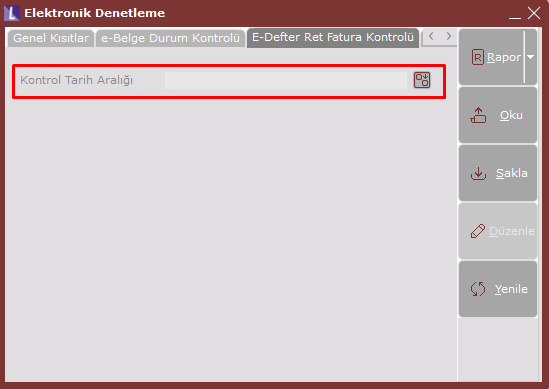 Elektronik Denetleme
Genel Kısıtlar e-Belge Durum Kontrolü E-Defter Ret Fatura Kontrolü
Kontrol Tarih Aralığı
Rapor
Oku
Sakla
Düzenle
Yenile